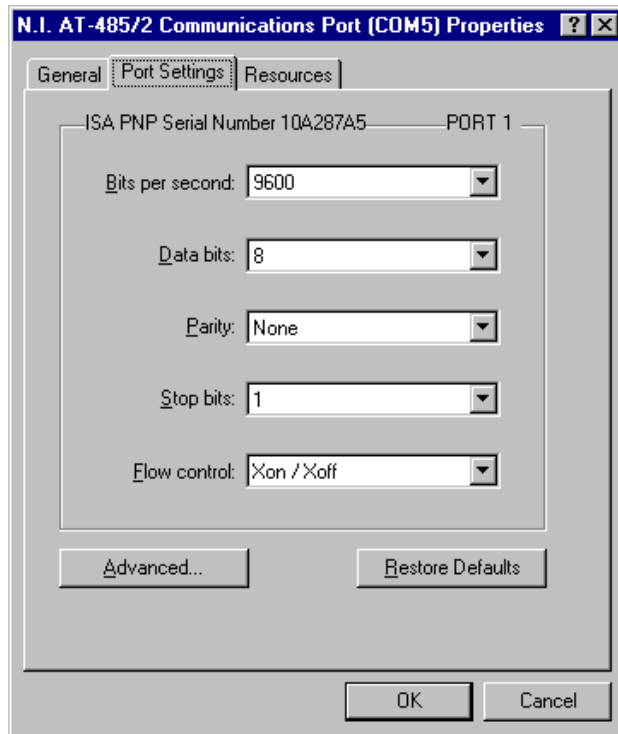 N.I. AT-485/2 Communications Port (COM5) Properties ? ×
General Port Settings Resources
ISA PNP Serial Number 10A287A5 PORT 1
Bits per second: 9600
Data bits: 8
Parity: None
Stop bits: 1
Flow control: Xon / Xoff
Advanced... Restore Defaults
OK Cancel